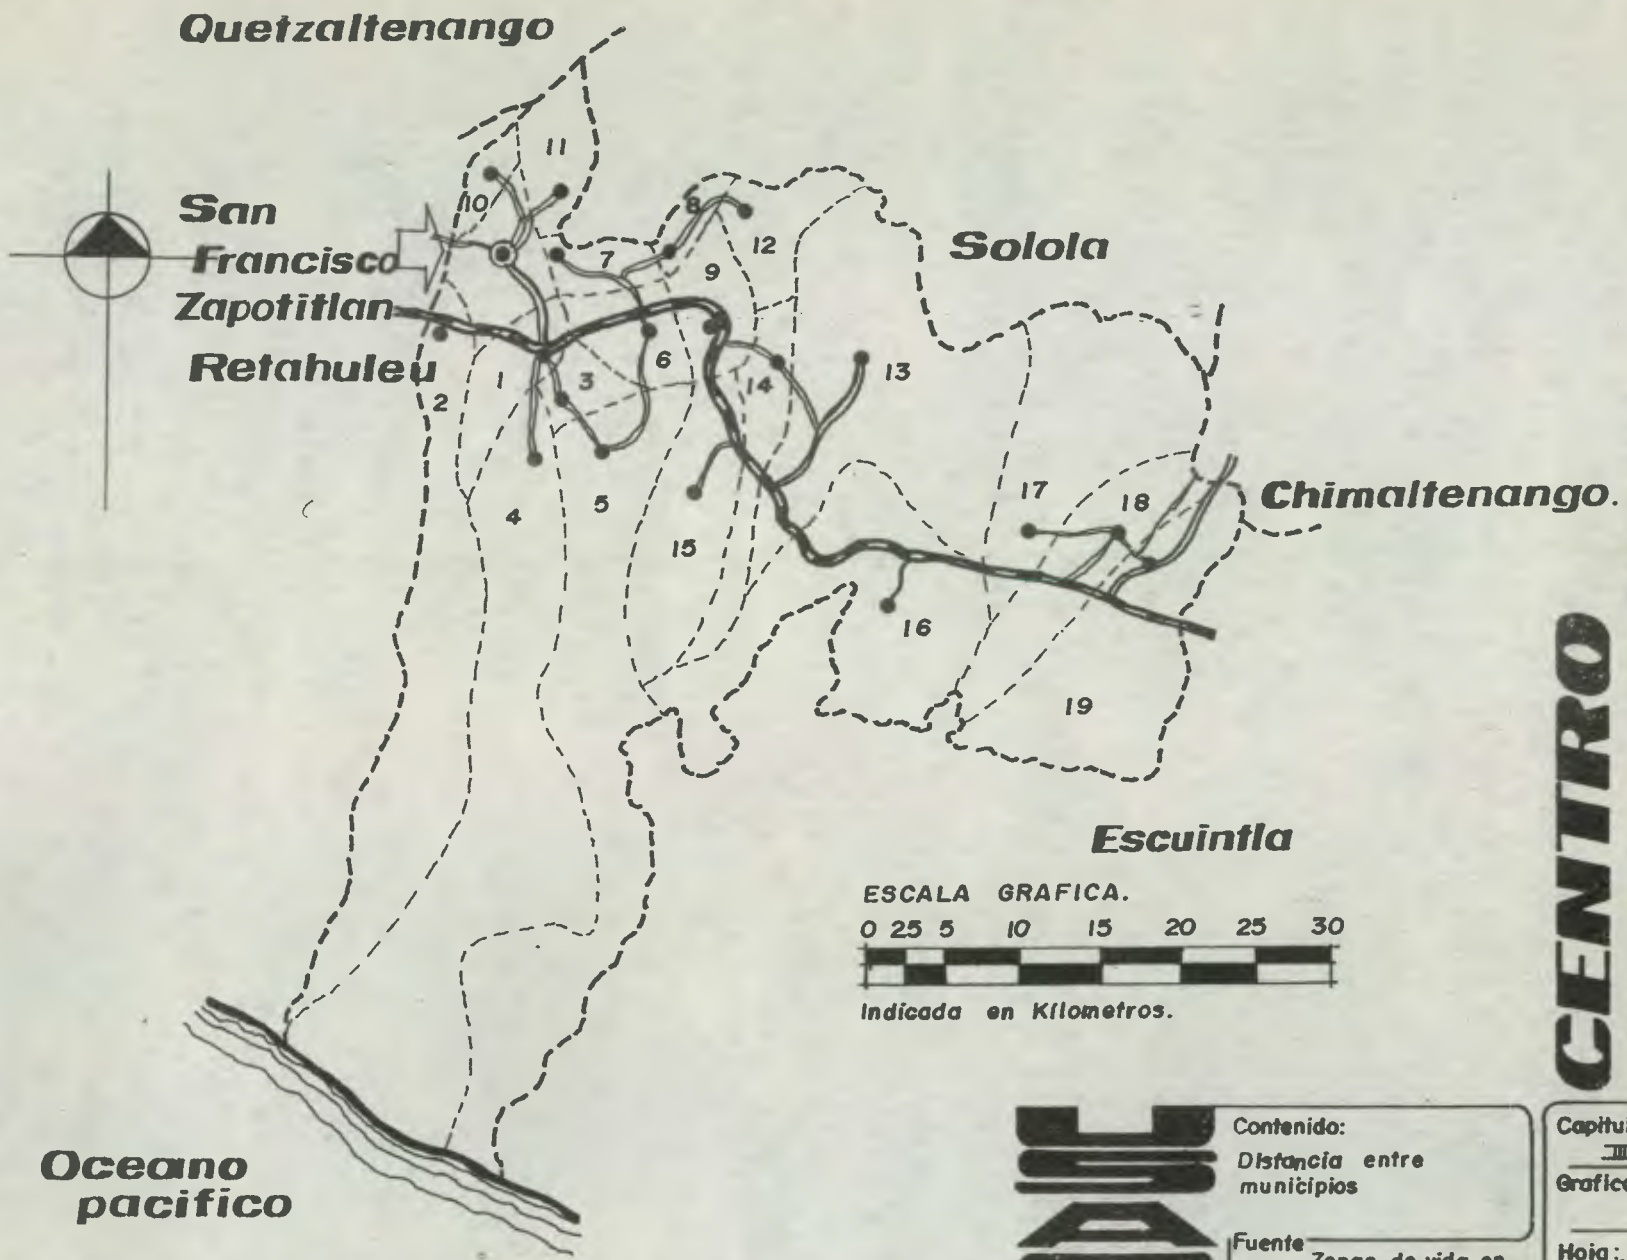 Quetzaltenango
11
10
San
Francisco
Zapotitlan
Retahuleu
8
7
12
9
Solola
1
2
3
6
14
13
4
5
15
17
18
Chimaltenango.
16
19
Escuintla
ESCALA GRAFICA.
0 25 5 10 15 20 25 30
Indicada en Kilometros.
Oceano
pacifico
CENTRO
Contenido:
Distancia entre
municipios
Fuente
Zonas de vida en
III
Hoja: